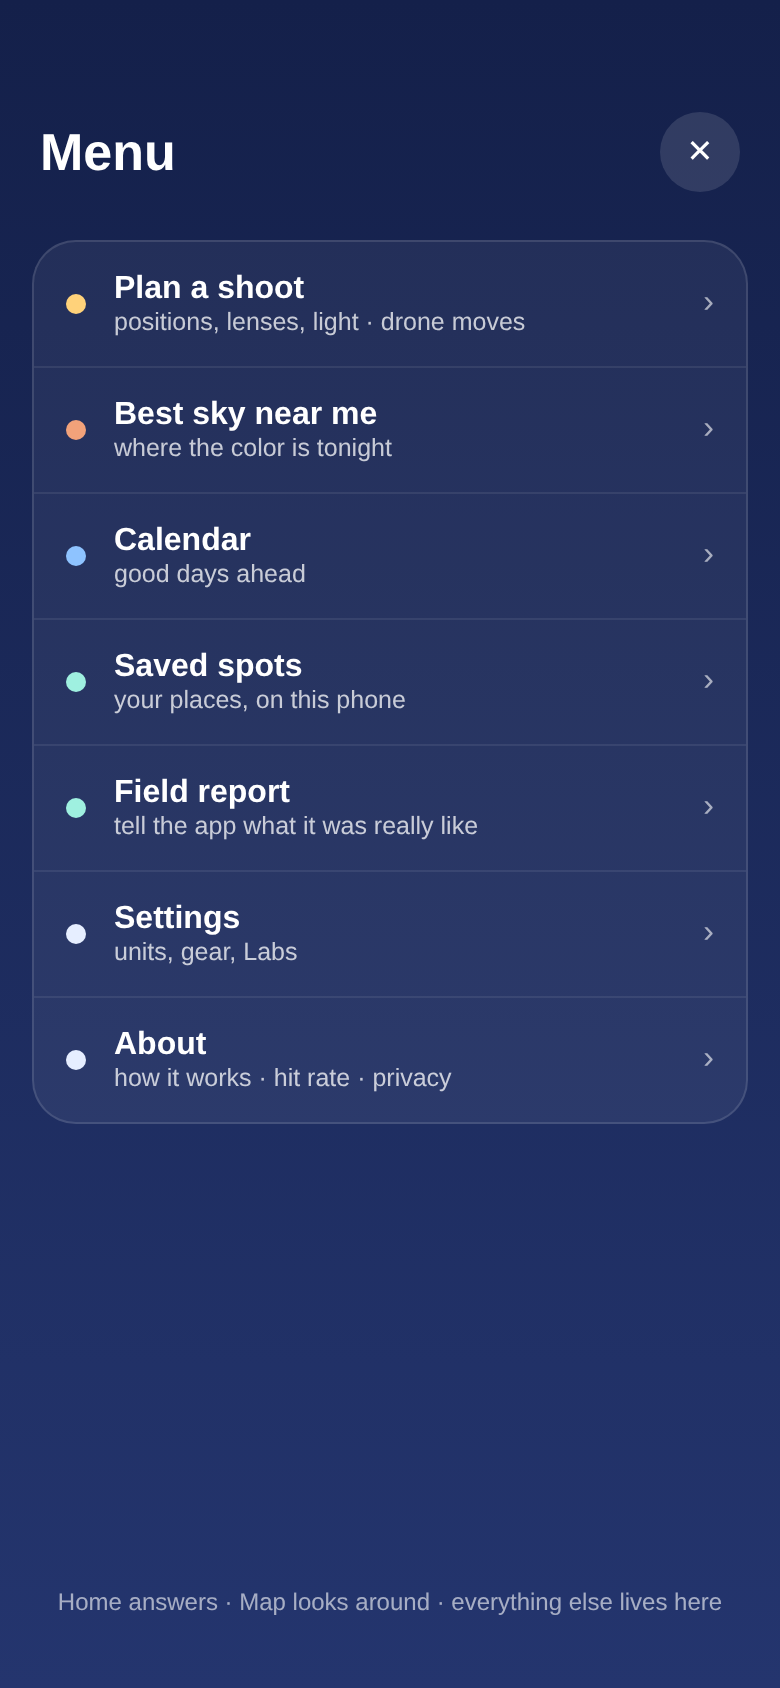 Menu
✕
Plan a shoot
positions, lenses, light · drone moves
›
Best sky near me
where the color is tonight
›
Calendar
good days ahead
›
Saved spots
your places, on this phone
›
Field report
tell the app what it was really like
›
Settings
units, gear, Labs
›
About
how it works · hit rate · privacy
›
Home answers · Map looks around · everything else lives here